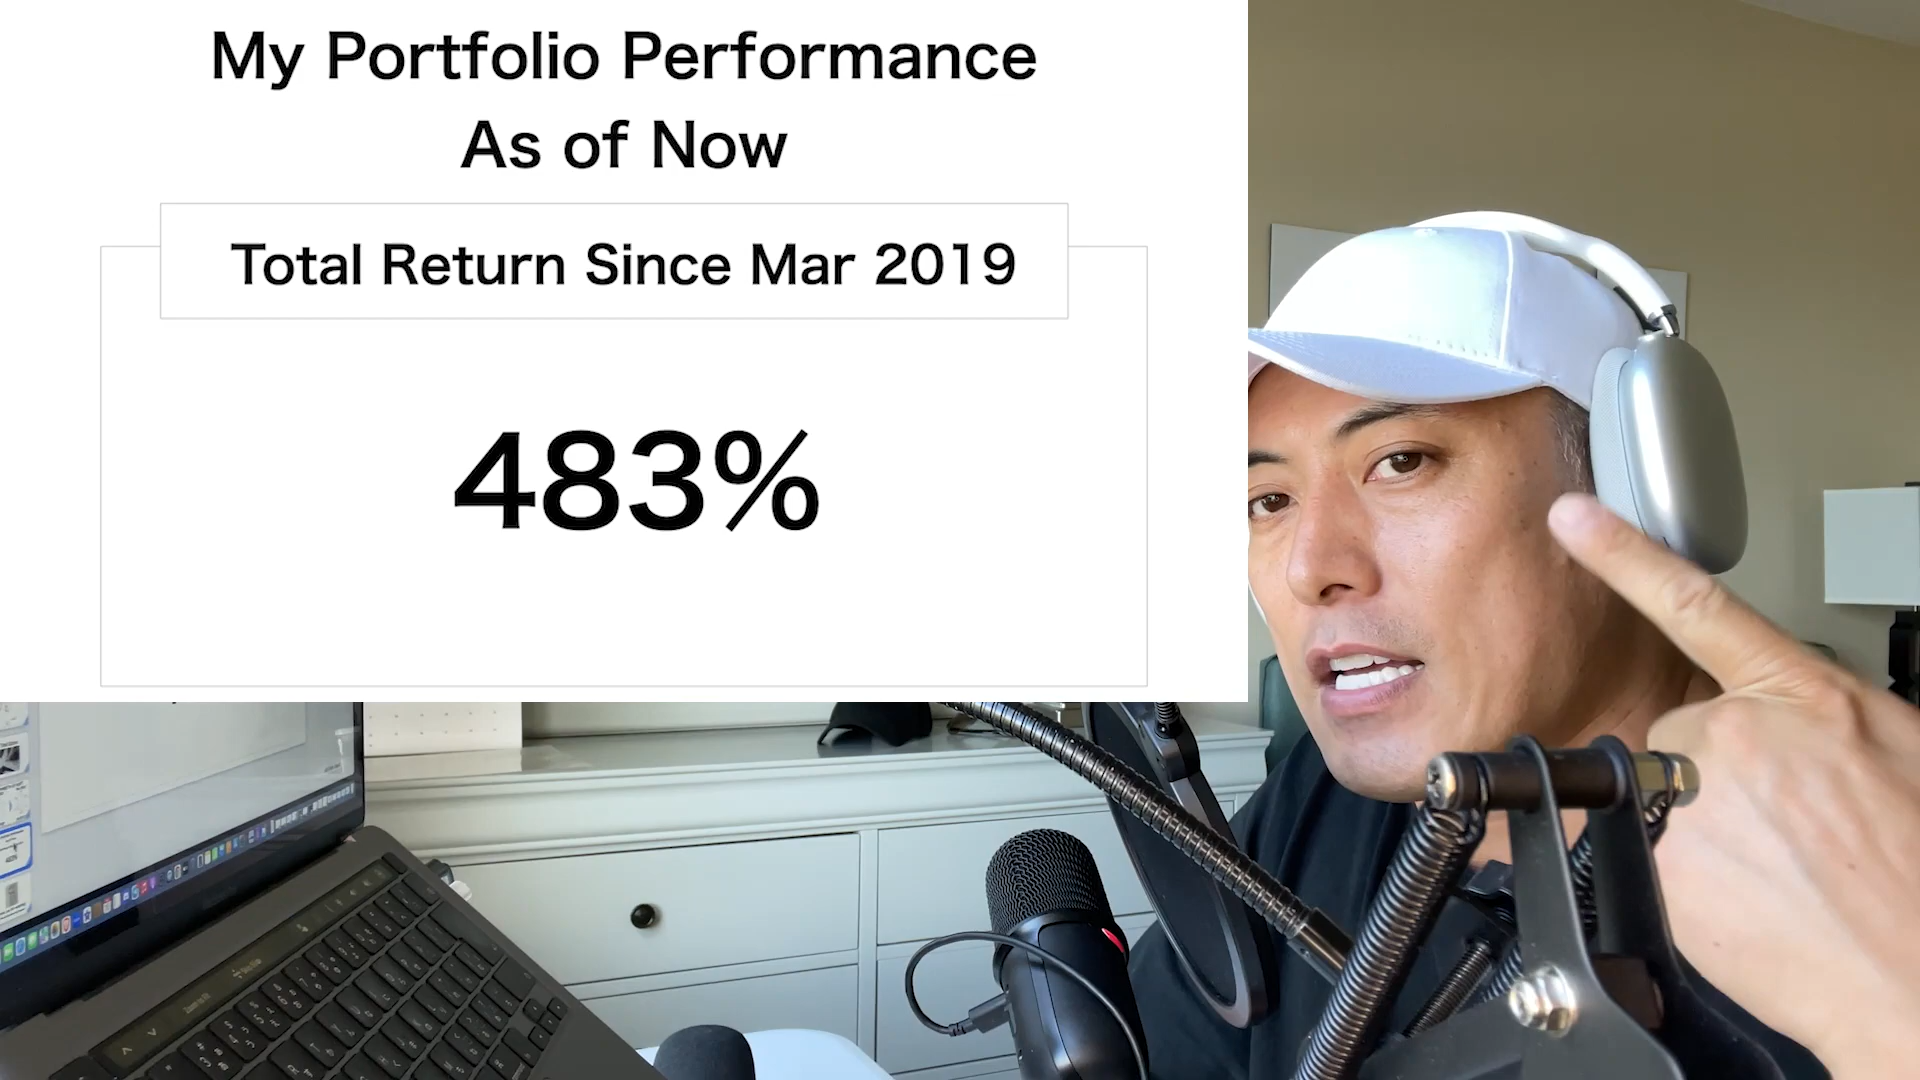 My Portfolio Performance
As of Now
Total Return Since Mar 2019
483%